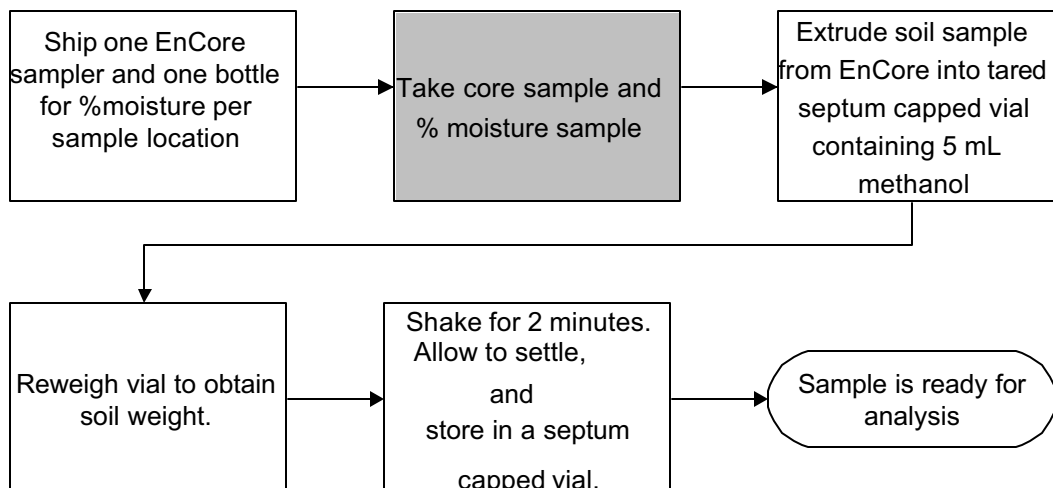 Ship one EnCore
sampler and one bottle
for %moisture per
sample location
Take core sample and
% moisture sample
Extrude soil sample
from EnCore into tared
septum capped vial
containing 5 mL
methanol
Reweigh vial to obtain
soil weight.
Shake for 2 minutes.
Allow to settle,
and
store in a septum
capped vial.
Sample is ready for
analysis